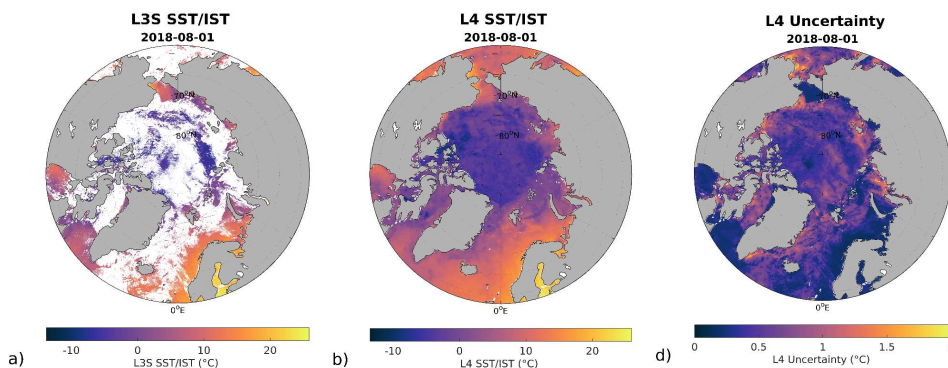 L3S SST/IST
2018-08-01
70°N
80°N
0°E
-10 0 10 20
L3S SST/IST (°C)
a)
L4 SST/IST
2018-08-01
70°N
80°N
0°E
-10 0 10 20
L4 SST/IST (°C)
b)
L4 Uncertainty
2018-08-01
70°N
80°N
0°E
0 0.5 1 1.5
L4 Uncertainty (°C)
d)